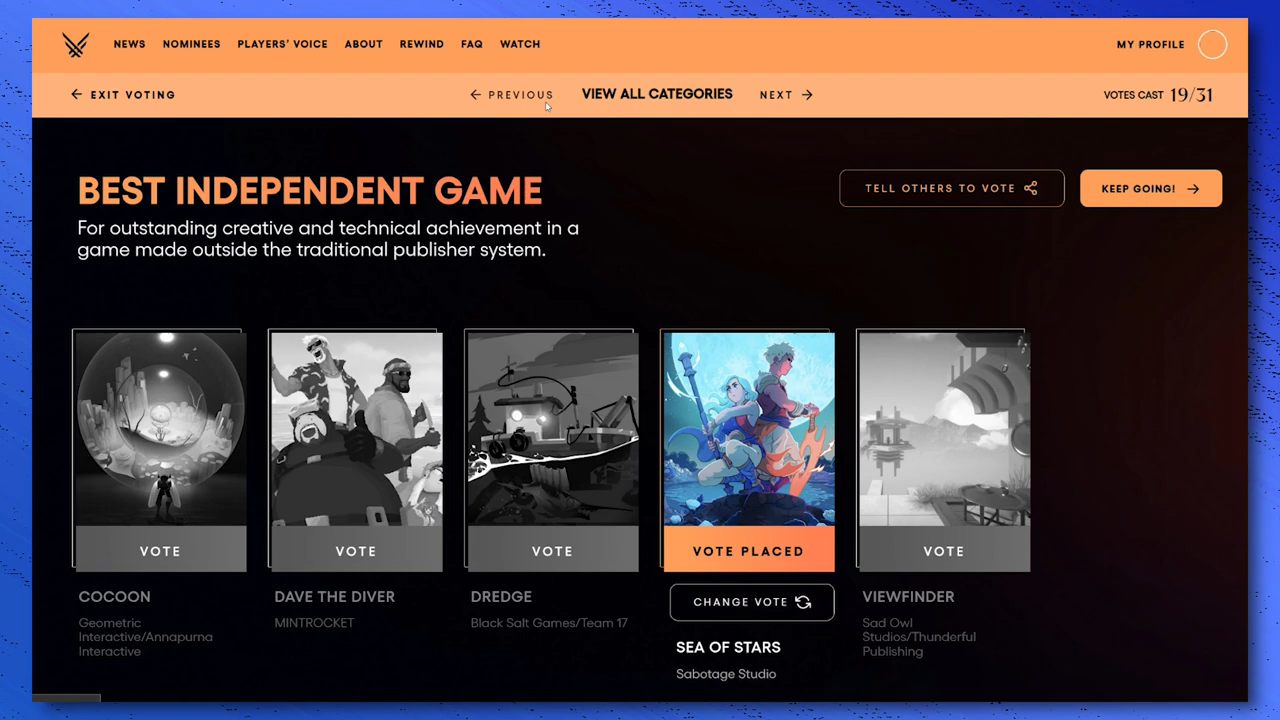 NEWS NOMINEES PLAYERS' VOICE ABOUT REWIND FAQ WATCH MY PROFILE
EXIT VOTING PREVIOUS VIEW ALL CATEGORIES NEXT VOTES CAST 19/31
BEST INDEPENDENT GAME
TELL OTHERS TO VOTE KEEP GOING!
For outstanding creative and technical achievement in a
game made outside the traditional publisher system.
VOTE VOTE VOTE VOTE PLACED VOTE
COCOON
Geometric
Interactive/Annapurna
Interactive
DAVE THE DIVER
MINTROCKET
DREDGE
Black Salt Games/Team 17
CHANGE VOTE
SEA OF STARS
Sabotage Studio
VIEWFINDER
Sad Owl
Studios/Thunderful
Publishing